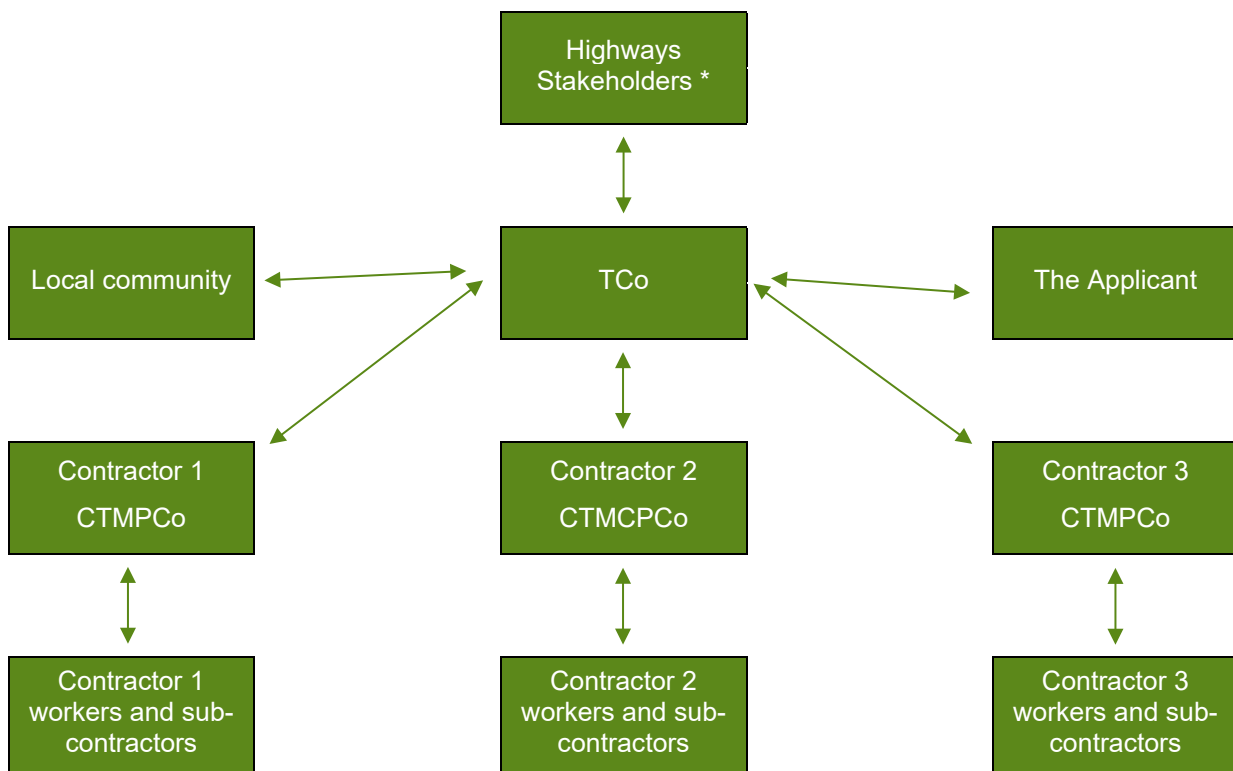 Highways
Stakeholders *
Local community
TCo
The Applicant
Contractor 1
CTMPCo
Contractor 2
CTMCPCo
Contractor 3
CTMPCo
Contractor 1
workers and sub-
contractors
Contractor 2
workers and sub-
contractors
Contractor 3
workers and sub-
contractors